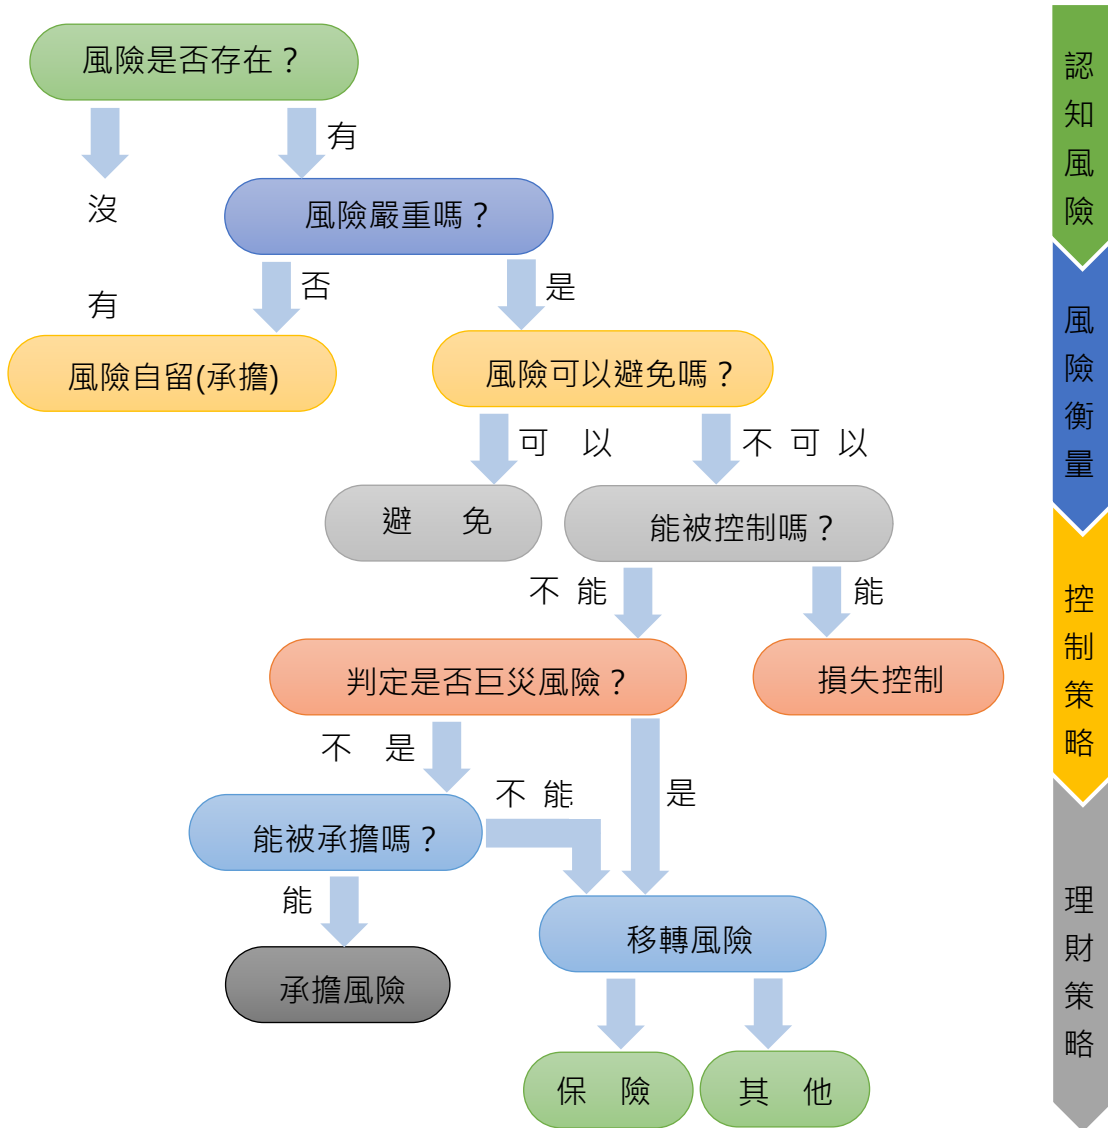 風險是否存在？
有
沒
風險嚴重嗎？
否
是
有
風險自留(承擔)
風險可以避免嗎？
可 以
不 可 以
避 免
能被控制嗎？
不 能
能
判定是否巨災風險？
損失控制
不 是
不 能
是
能被承擔嗎？
能
移轉風險
承擔風險
保 險
其 他
認知風險
風險衡量
控制策略
理財策略